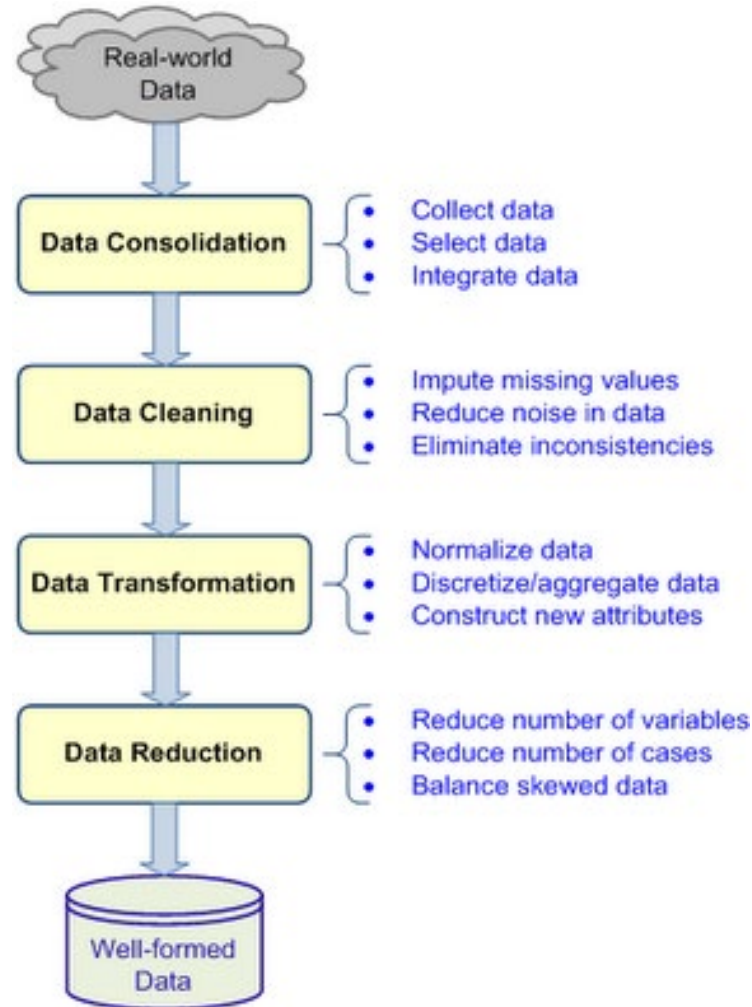 Real-world
Data
Data Consolidation
• Collect data
• Select data
• Integrate data
Data Cleaning
• Impute missing values
• Reduce noise in data
• Eliminate inconsistencies
Data Transformation
• Normalize data
• Discretize/aggregate data
• Construct new attributes
Data Reduction
• Reduce number of variables
• Reduce number of cases
• Balance skewed data
Well-formed
Data